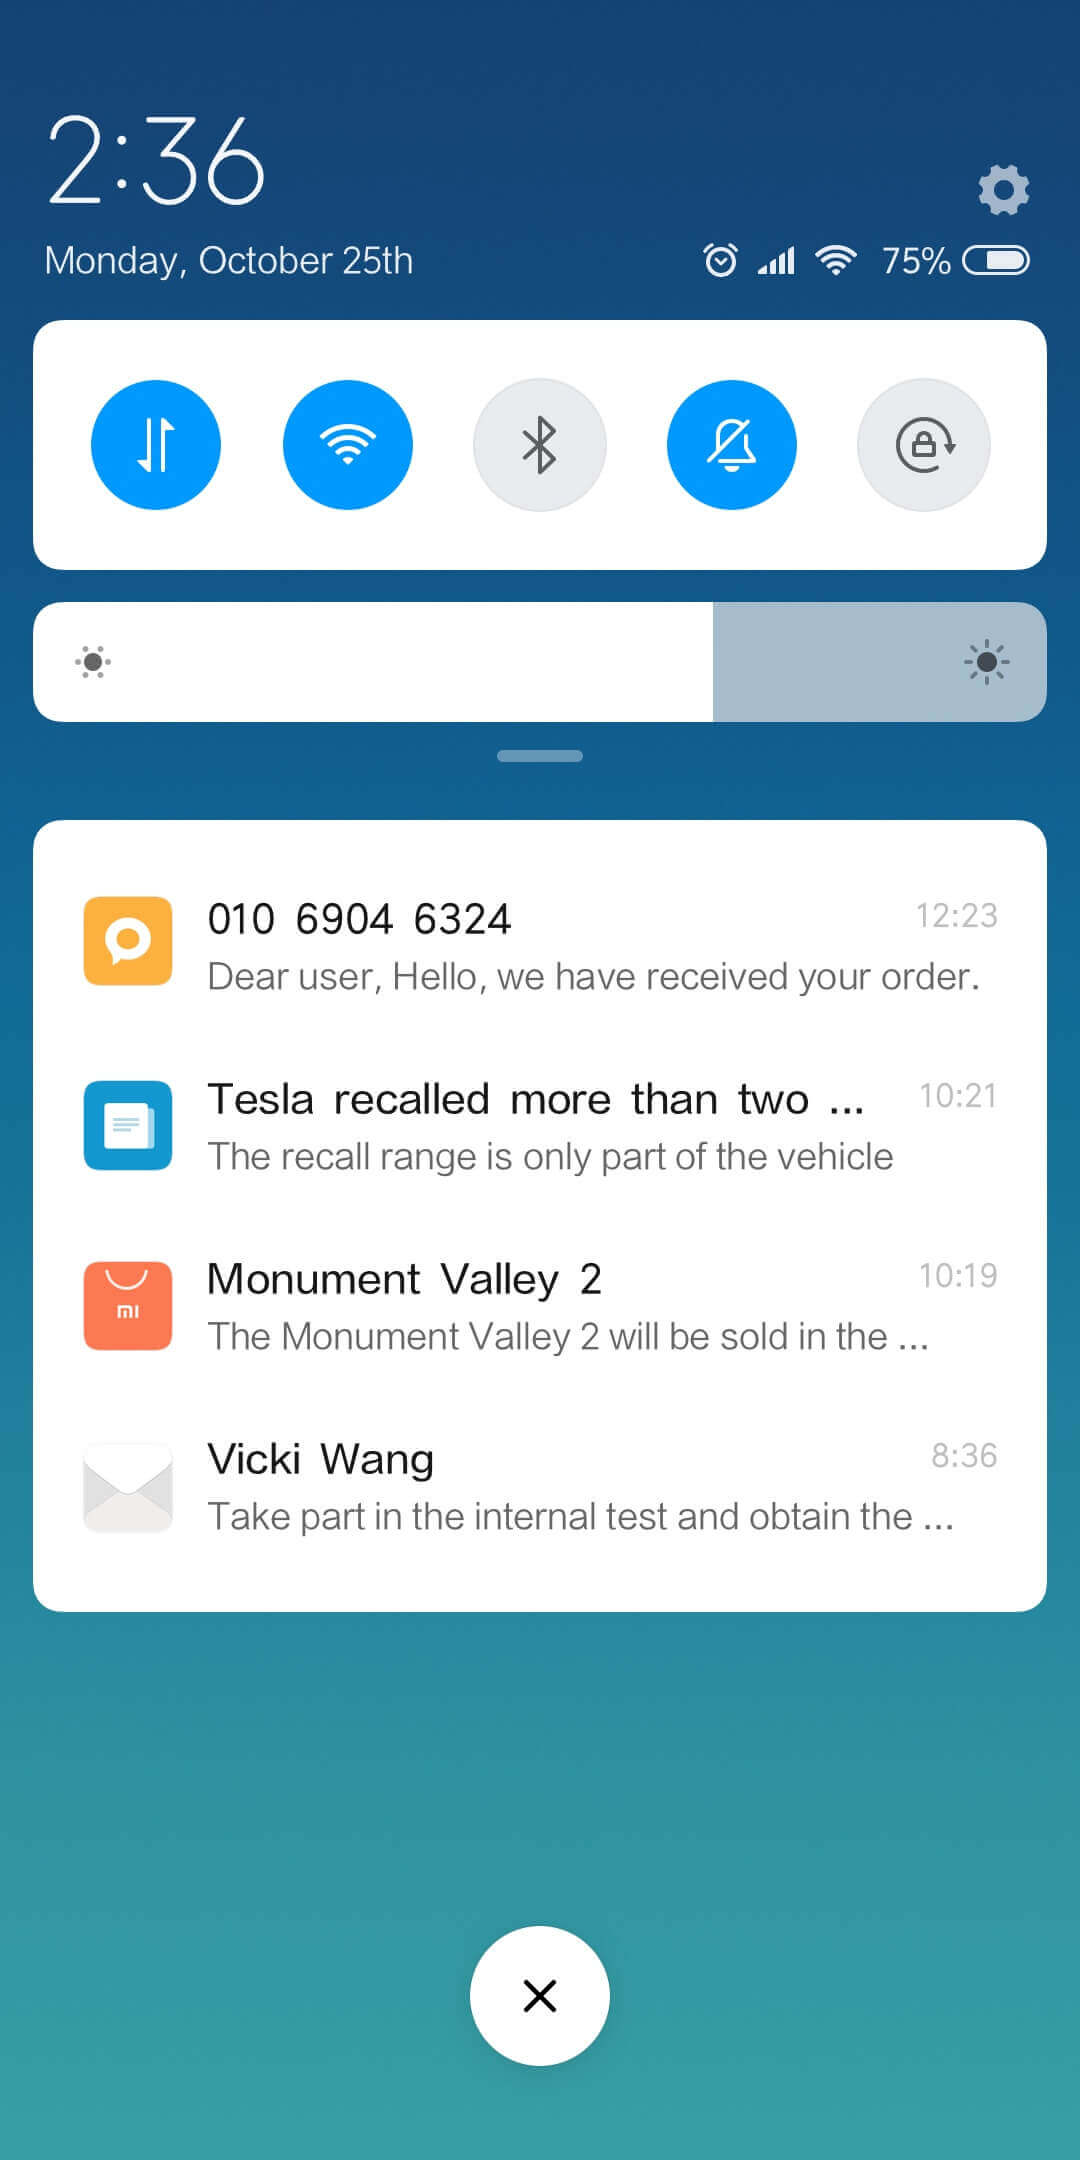 2:36
Monday, October 25th
75%
010 6904 6324
12:23
Dear user, Hello, we have received your order.
Tesla recalled more than two ...
10:21
The recall range is only part of the vehicle
Monument Valley 2
10:19
The Monument Valley 2 will be sold in the ...
mi
Vicki Wang
8:36
Take part in the internal test and obtain the ...